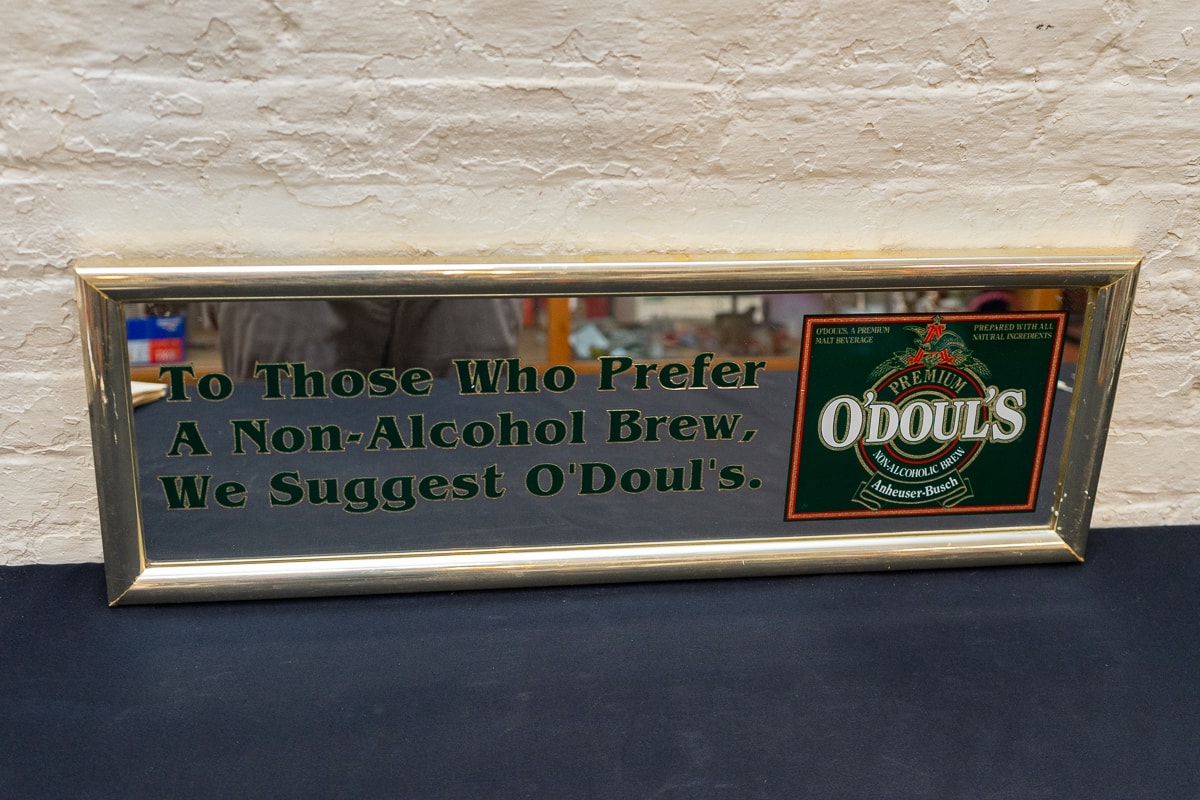 To Those Who Prefer
A Non-Alcohol Brew,
We Suggest O'Doul's.
O'DOUL'S, A PREMIUM
MALT BEVERAGE
PREPARED WITH ALL
NATURAL INGREDIENTS
PREMIUM
O'DOUL'S
NON-ALCOHOLIC BREW
Anheuser-Busch